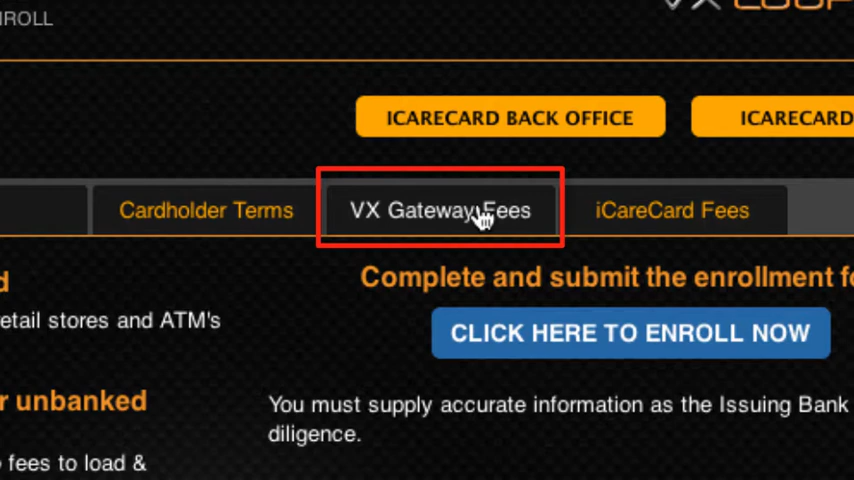 NROLL
VX
ICARECARD BACK OFFICE
ICARECARD
Cardholder Terms
VX Gateway Fees
iCareCard Fees
Complete and submit the enrollment
etail stores and ATM's
CLICK HERE TO ENROLL NOW
r unbanked
You must supply accurate information as the Issuing Bank
diligence.
fees to load &